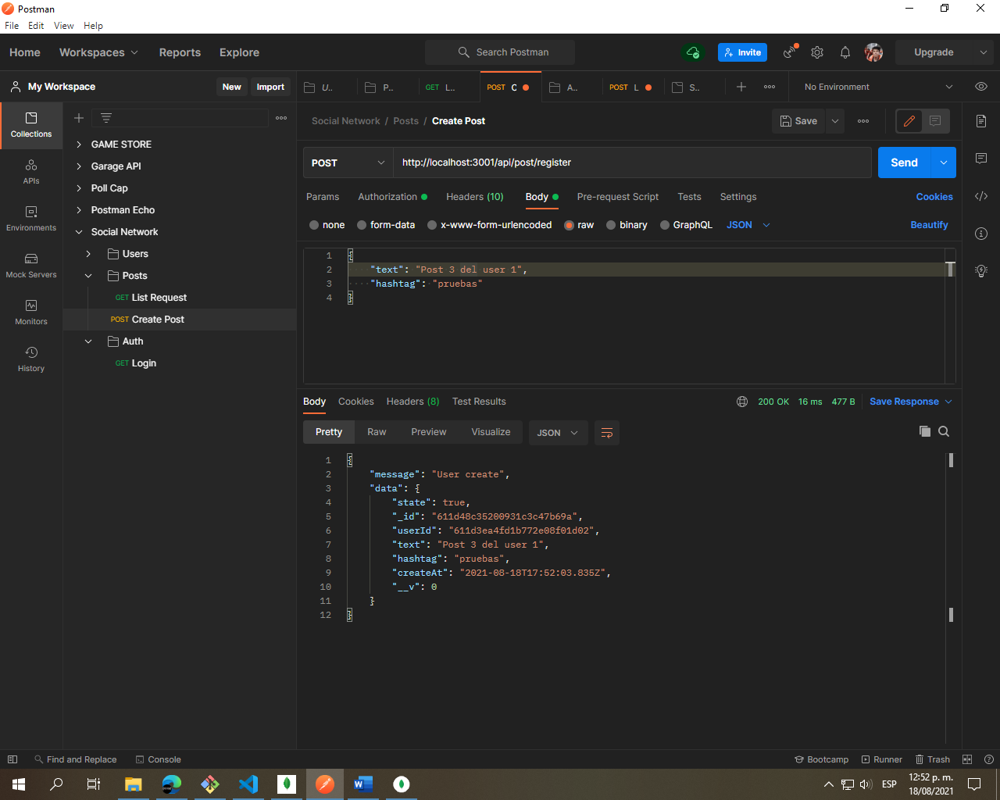 Postman
File Edit View Help
Home Workspaces Reports Explore Search Postman Invite Upgrade
My Workspace New Import U.. P.. GET L.. POST C A.. POST L S.. No Environment
Social Network / Posts / Create Post Save
Collections
APIs
Environments
Mock Servers
Monitors
History
GAME STORE
Garage API
Poll Cap
Postman Echo
Social Network
Users
Posts
GET List Request
POST Create Post
Auth
GET Login
POST http://localhost:3001/api/post/register Send
Params Authorization Headers (10) Body Pre-request Script Tests Settings Cookies
none form-data x-www-form-urlencoded raw binary GraphQL JSON Beautify
1 {
2 "text": "Post 3 del user 1",
3 "hashtag": "pruebas"
4 }
Body Cookies Headers (8) Test Results 200 OK 16 ms 477 B Save Response
Pretty Raw Preview Visualize JSON
1 {
2 "message": "User create",
3 "data": {
4 "state": true,
5 "_id": "611d48c35200931c3c47b69a",
6 "userId": "611d3ea4fd1b772e08f01d02",
7 "text": "Post 3 del user 1",
8 "hashtag": "pruebas",
9 "createAt": "2021-08-18T17:52:03.835Z",
10 "__v": 0
11 }
12 }
Find and Replace Console Bootcamp Runner Trash
ESP 12:52 p. m.
18/08/2021